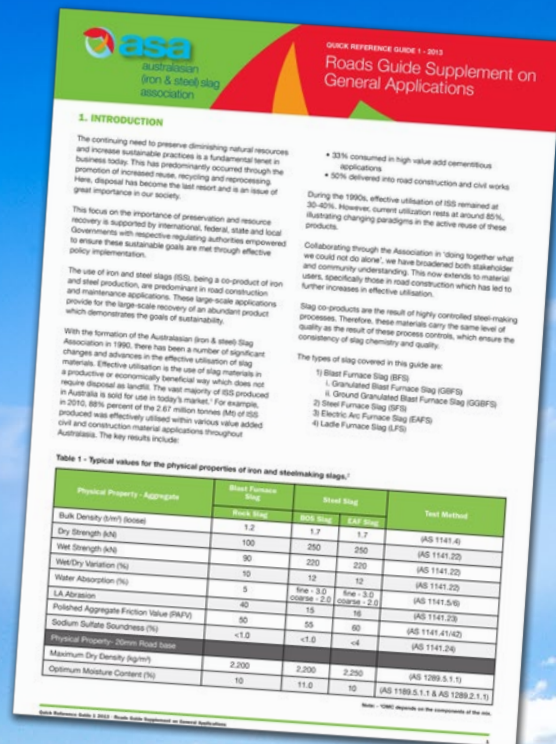 asa
australasian
(iron & steel) slag
association
QUICK REFERENCE GUIDE 1 - 2013
Roads Guide Supplement on
General Applications
1. INTRODUCTION
The continuing need to preserve diminishing natural resources
and increase sustainable practices is a fundamental tenet in
business today. This has predominantly occurred through the
promotion of increased reuse, recycling and reprocessing.
Here, disposal has become the last resort and is an issue of
great importance in our society.
This focus on the importance of preservation and resource
recovery is supported by international, federal, state and local
Governments with respective regulating authorities empowered
to ensure these sustainable goals are met through effective
policy implementation.
The use of iron and steel slags (ISS), being a co-product of iron
and steel production, are predominant in road construction
and maintenance applications. These large-scale applications
provide for the large-scale recovery of an abundant product
which demonstrates the goals of sustainability.
With the formation of the Australasian (iron & steel) Slag
Association in 1990, there has been a number of significant
changes and advances in the effective utilisation of slag
materials. Effective utilisation is the use of slag materials in
a productive or economically beneficial way which does not
require disposal as landfill. The vast majority of ISS produced
in Australia is sold for use in today's market.¹ For example,
in 2010, 88% percent of the 2.67 million tonnes (Mt) of ISS
produced was effectively utilised within various value added
civil and construction material applications throughout
Australasia. The key results include:
• 33% consumed in high value add cementitious
applications
• 50% delivered into road construction and civil works
During the 1990s, effective utilisation of ISS remained at
30-40%. However, current utilization rests at around 85%,
illustrating changing paradigms in the active reuse of these
products.
Collaborating through the Association in 'doing together what
we could not do alone', we have broadened both stakeholder
and community understanding. This now extends to material
users, specifically those in road construction which has led to
further increases in effective utilisation.
Slag co-products are the result of highly controlled steel-making
processes. Therefore, these materials carry the same level of
quality as the result of these process controls, which ensure the
consistency of slag chemistry and quality.
The types of slag covered in this guide are:
1) Blast Furnace Slag (BFS)
i. Granulated Blast Furnace Slag (GBFS)
ii. Ground Granulated Blast Furnace Slag (GGBFS)
2) Steel Furnace Slag (SFS)
3) Electric Arc Furnace Slag (EAFS)
4) Ladle Furnace Slag (LFS)
Table 1 - Typical values for the physical properties of iron and steelmaking slags.²
Physical Property - Aggregate Blast Furnace Slag Steel Slag Test Method
Rock Slag BOS Slag EAF Slag
Bulk Density (t/m³) (loose) 1.2 1.7 1.7 (AS 1141.4)
Dry Strength (kN) 100 250 250 (AS 1141.22)
Wet Strength (kN) 90 220 220 (AS 1141.22)
Wet/Dry Variation (%) 10 12 12 (AS 1141.22)
Water Absorption (%) 5 fine - 3.0 coarse - 2.0 fine - 3.0 coarse - 2.0 (AS 1141.5/6)
LA Abrasion 40 15 16 (AS 1141.23)
Polished Aggregate Friction Value (PAFV) 50 55 60 (AS 1141.41/42)
Sodium Sulfate Soundness (%) <1.0 <1.0 <4 (AS 1141.24)
Physical Property- 20mm Road base
Maximum Dry Density (kg/m³) 2,200 2,200 2,250 (AS 1289.5.1.1)
Optimum Moisture Content (%) 10 11.0 10 (AS 1189.5.1.1 & AS 1289.2.1.1)
Note: - *OMC depends on the components of the mix.
Quick Reference Guide 1 2013 - Roads Guide Supplement on General Applications
1